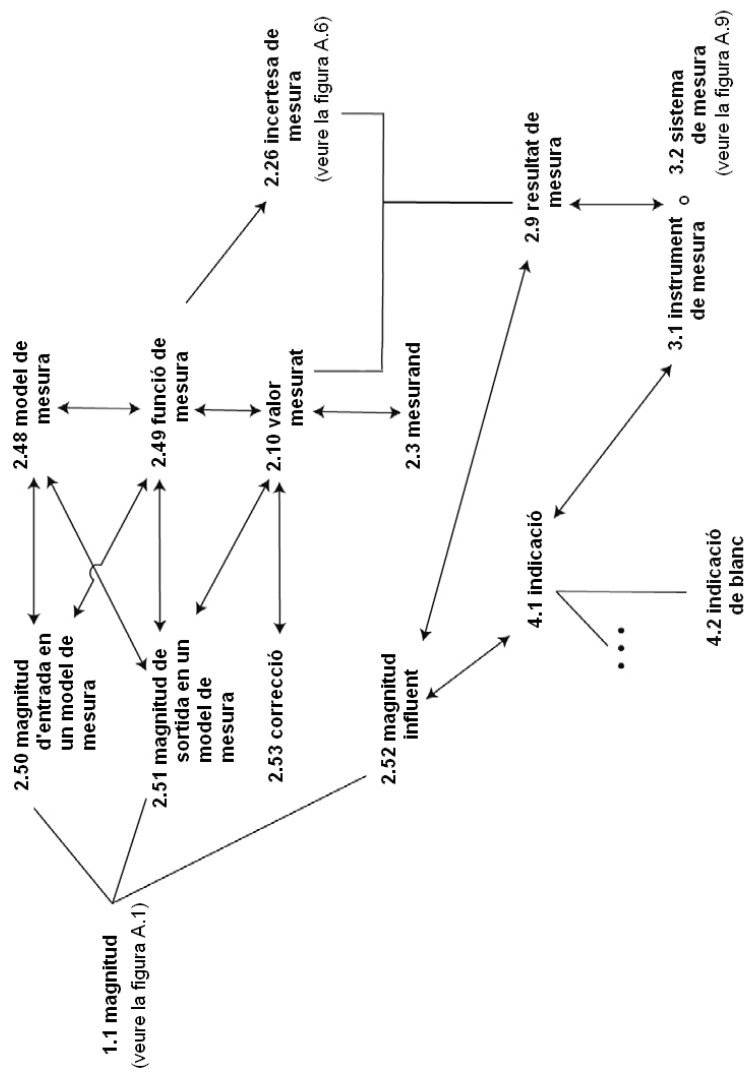 1.1 magnitud
(veure la figura A.1)
2.50 magnitud
d'entrada en
un model de
mesura
2.51 magnitud de
sortida en un
model de
mesura
2.53 correcció
2.52 magnitud
influent
2.48 model de
mesura
2.49 funció de
mesura
2.10 valor
mesurat
2.3 mesurand
4.1 indicació
• • •
4.2 indicació
de blanc
2.26 incertesa de
mesura
(veure la figura A.6)
2.9 resultat de
mesura
3.1 instrument
de mesura
o
3.2 sistema
de mesura
(veure la figura A.9)